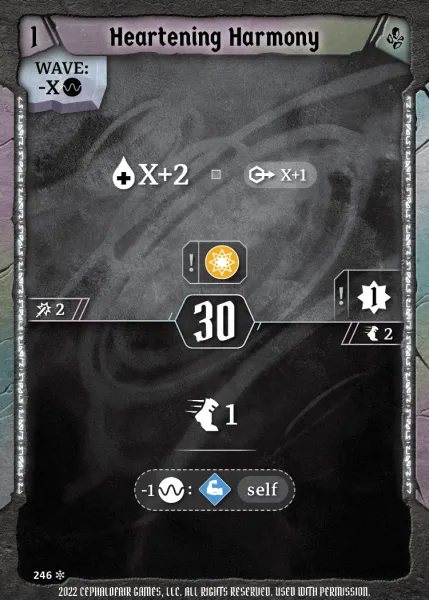 1 Heartening Harmony
WAVE:
-X
X+2 X+1
!
! 1
2
30
2
1
-1 : self
246
2022 CEPHALOFAIR GAMES, LLC. ALL RIGHTS RESERVED. USED WITH PERMISSION.